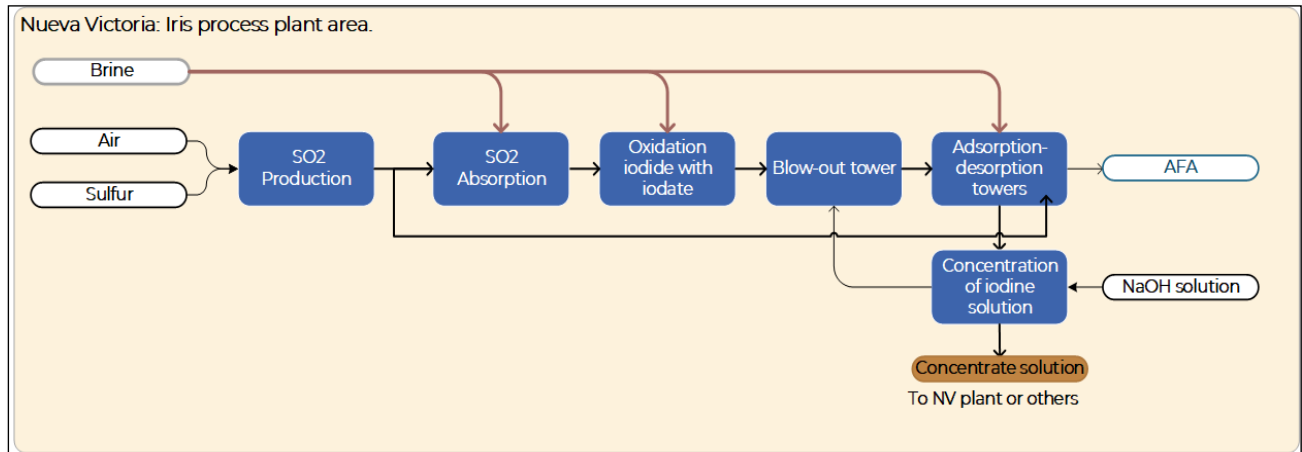 Nueva Victoria: Iris process plant area.
Brine
Air
Sulfur
SO2
Production
SO2
Absorption
Oxidation
iodide with
iodate
Blow-out tower
Adsorption-
desorption
towers
AFA
Concentration
of iodine
solution
NaOH solution
Concentrate solution
To NV plant or others